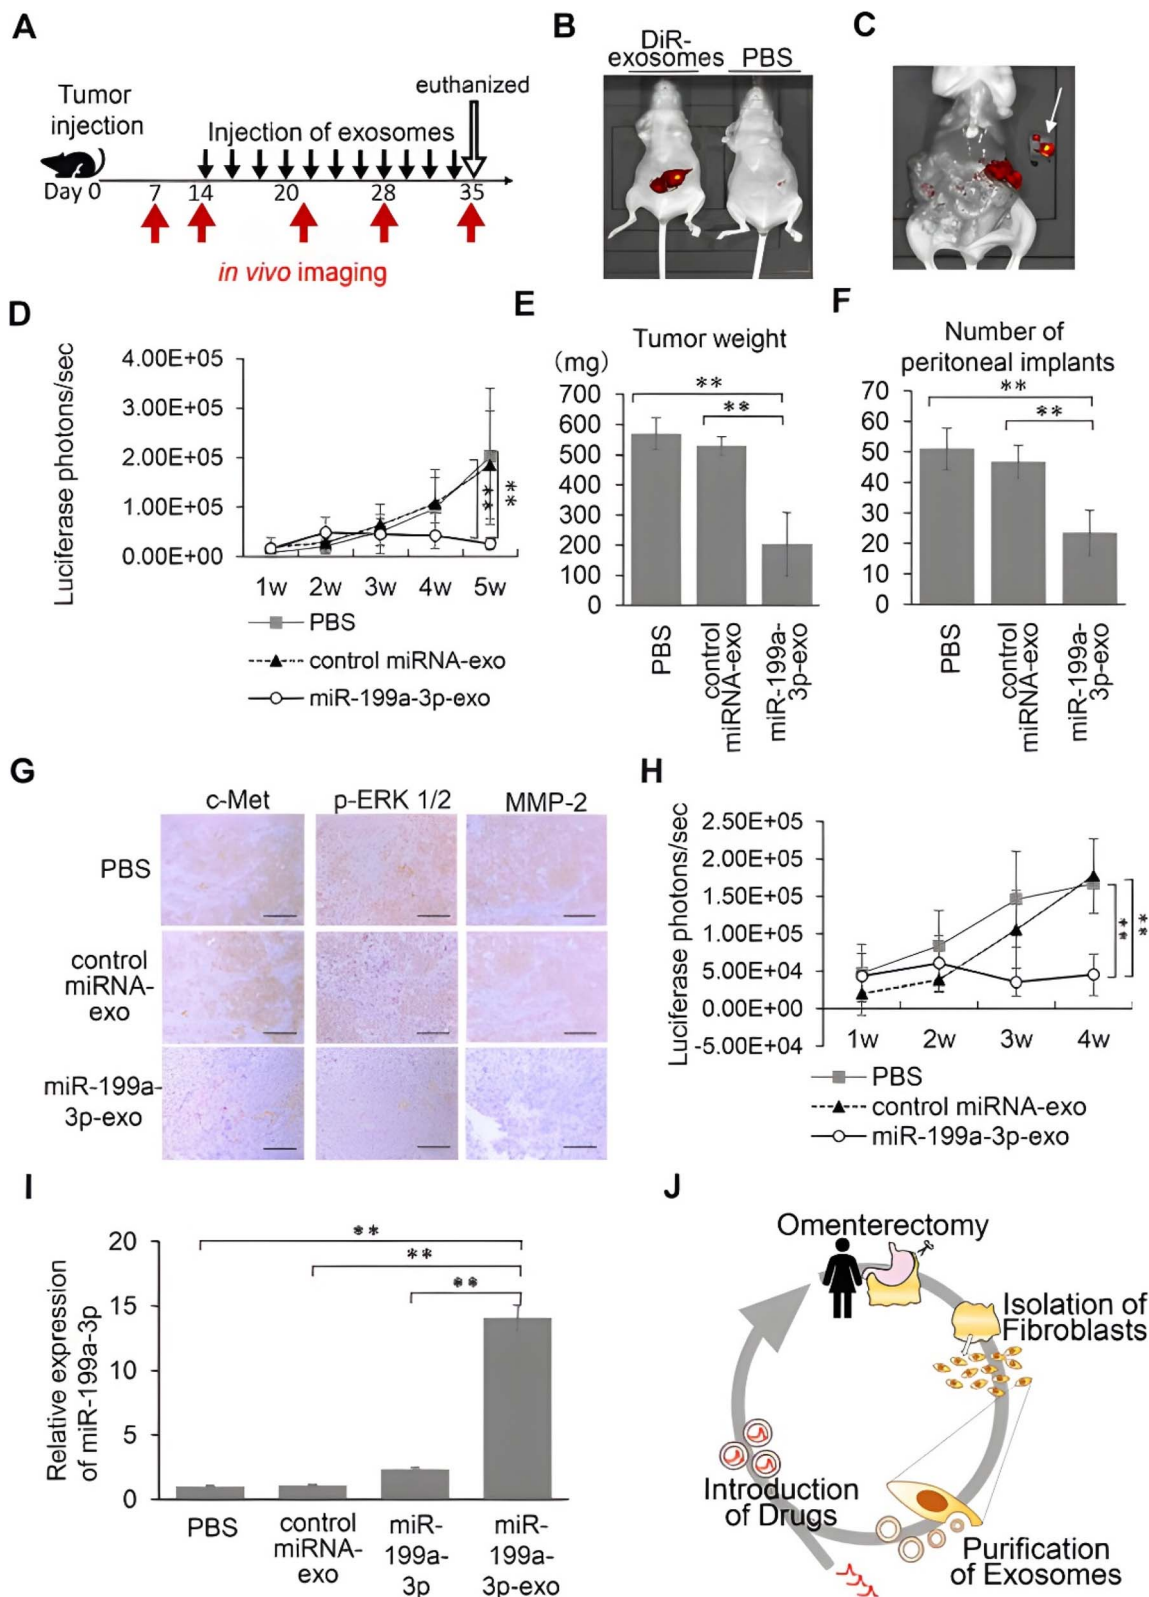 A
Tumor
injection
Injection of exosomes
euthanized
Day 0
7
14
20
28
35
in vivo imaging
B
DiR-
exosomes
PBS
C
D
Luciferase photons/sec
4.00E+05
3.00E+05
2.00E+05
1.00E+05
0.00E+00
1w 2w 3w 4w 5w
**
**
PBS
control miRNA-exo
miR-199a-3p-exo
E
Tumor weight
(mg)
700
600
500
400
300
200
100
0
**
**
PBS
control
miRNA-exo
miR-199a-
3p-exo
F
Number of
peritoneal implants
70
60
50
40
30
20
10
0
**
**
PBS
control
miRNA-exo
miR-199a-
3p-exo
G
c-Met
p-ERK 1/2
MMP-2
PBS
control
miRNA-
exo
miR-199a-
3p-exo
H
Luciferase photons/sec
2.50E+05
2.00E+05
1.50E+05
1.00E+05
5.00E+04
0.00E+00
-5.00E+04
1w 2w 3w 4w
**
**
PBS
control miRNA-exo
miR-199a-3p-exo
I
Relative expression
of miR-199a-3p
20
15
10
5
0
**
**
**
PBS
control
miRNA-
exo
miR-
199a-
3p
miR-
199a-
3p-exo
J
Omenterectomy
Isolation of
Fibroblasts
Purification
of Exosomes
Introduction
of Drugs